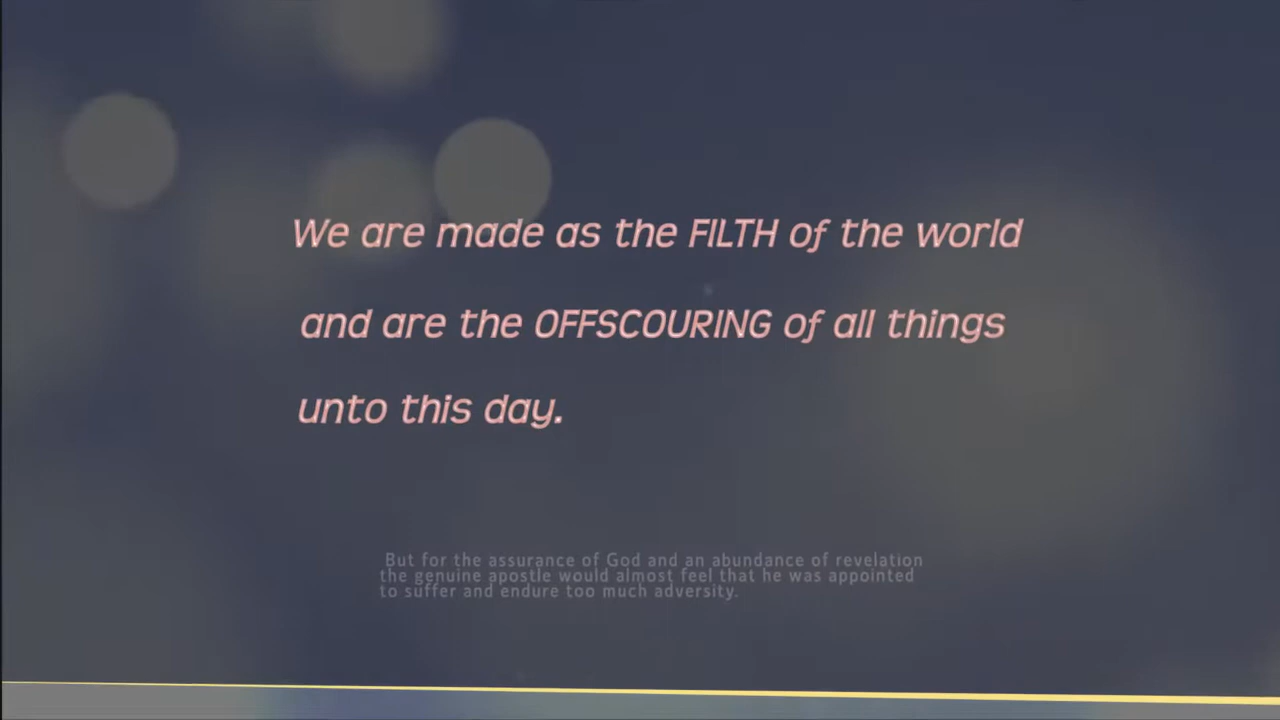 We are made as the FILTH of the world
and are the OFFSCOURING of all things
unto this day.
But for the assurance of God and an abundance of revelation
the genuine apostle would almost feel that he was appointed
to suffer and endure too much adversity.